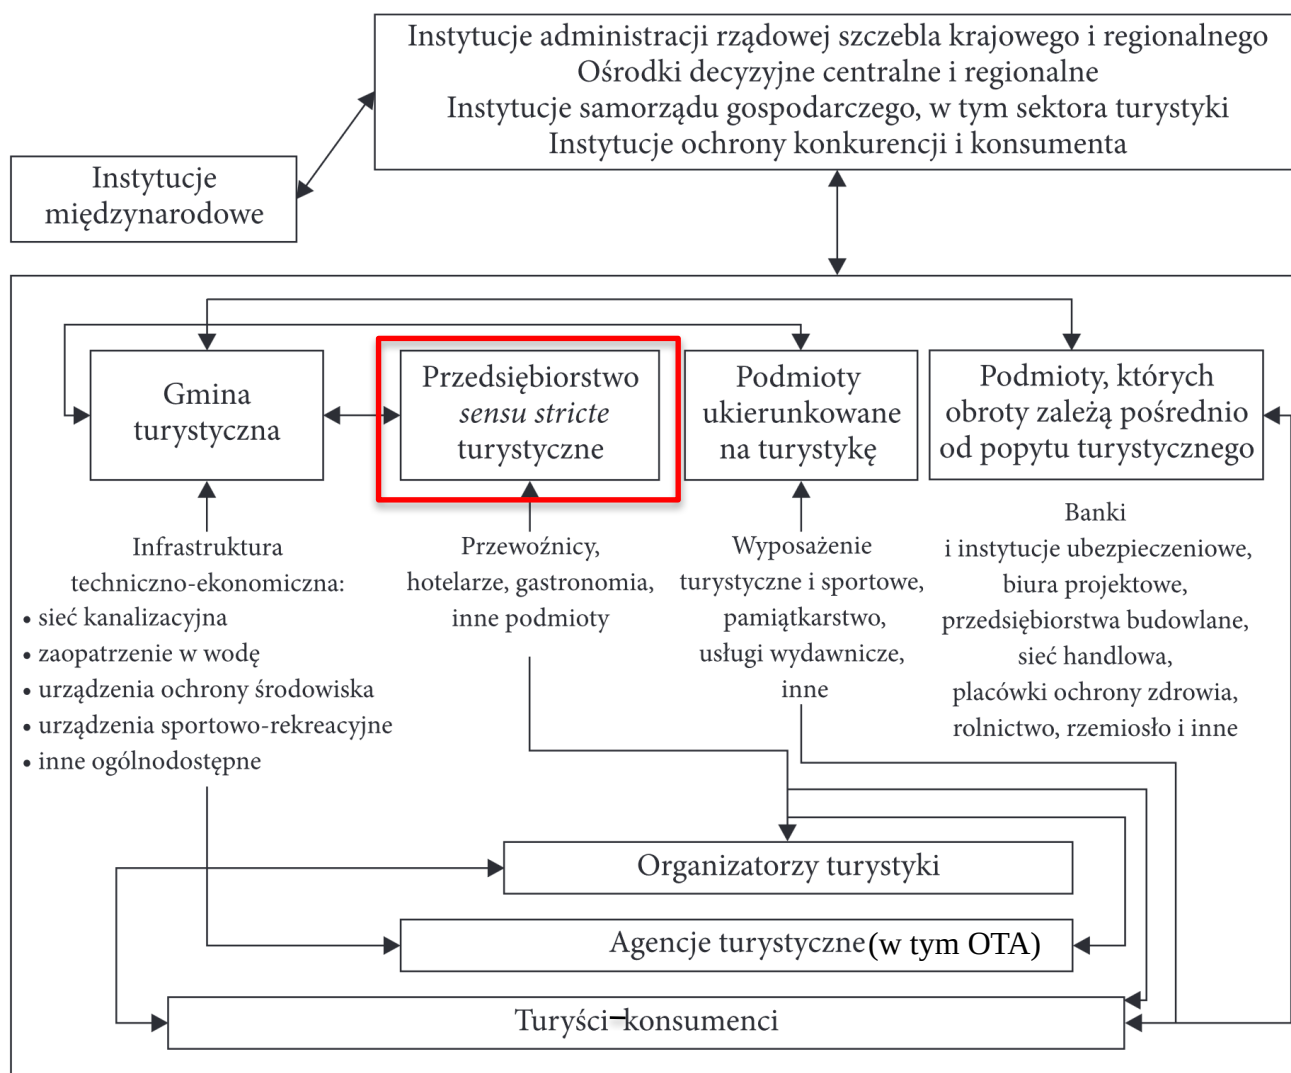 Instytucje administracji rządowej szczebla krajowego i regionalnego
Ośrodki decyzyjne centralne i regionalne
Instytucje samorządu gospodarczego, w tym sektora turystyki
Instytucje ochrony konkurencji i konsumenta
Instytucje
międzynarodowe
Gmina
turystyczna
Przedsiębiorstwo
sensu stricte
turystyczne
Podmioty
ukierunkowane
na turystykę
Podmioty, których
obroty zależą pośrednio
od popytu turystycznego
Infrastruktura
techniczno-ekonomiczna:
• sieć kanalizacyjna
• zaopatrzenie w wodę
• urządzenia ochrony środowiska
• urządzenia sportowo-rekreacyjne
• inne ogólnodostępne
Przewoźnicy,
hotelarze, gastronomia,
inne podmioty
Wyposażenie
turystyczne i sportowe,
pamiątkarstwo,
usługi wydawnicze,
inne
Banki
i instytucje ubezpieczeniowe,
biura projektowe,
przedsiębiorstwa budowlane,
sieć handlowa,
placówki ochrony zdrowia,
rolnictwo, rzemiosło i inne
Organizatorzy turystyki
Agencje turystyczne (w tym OTA)
Turyści–konsumenci